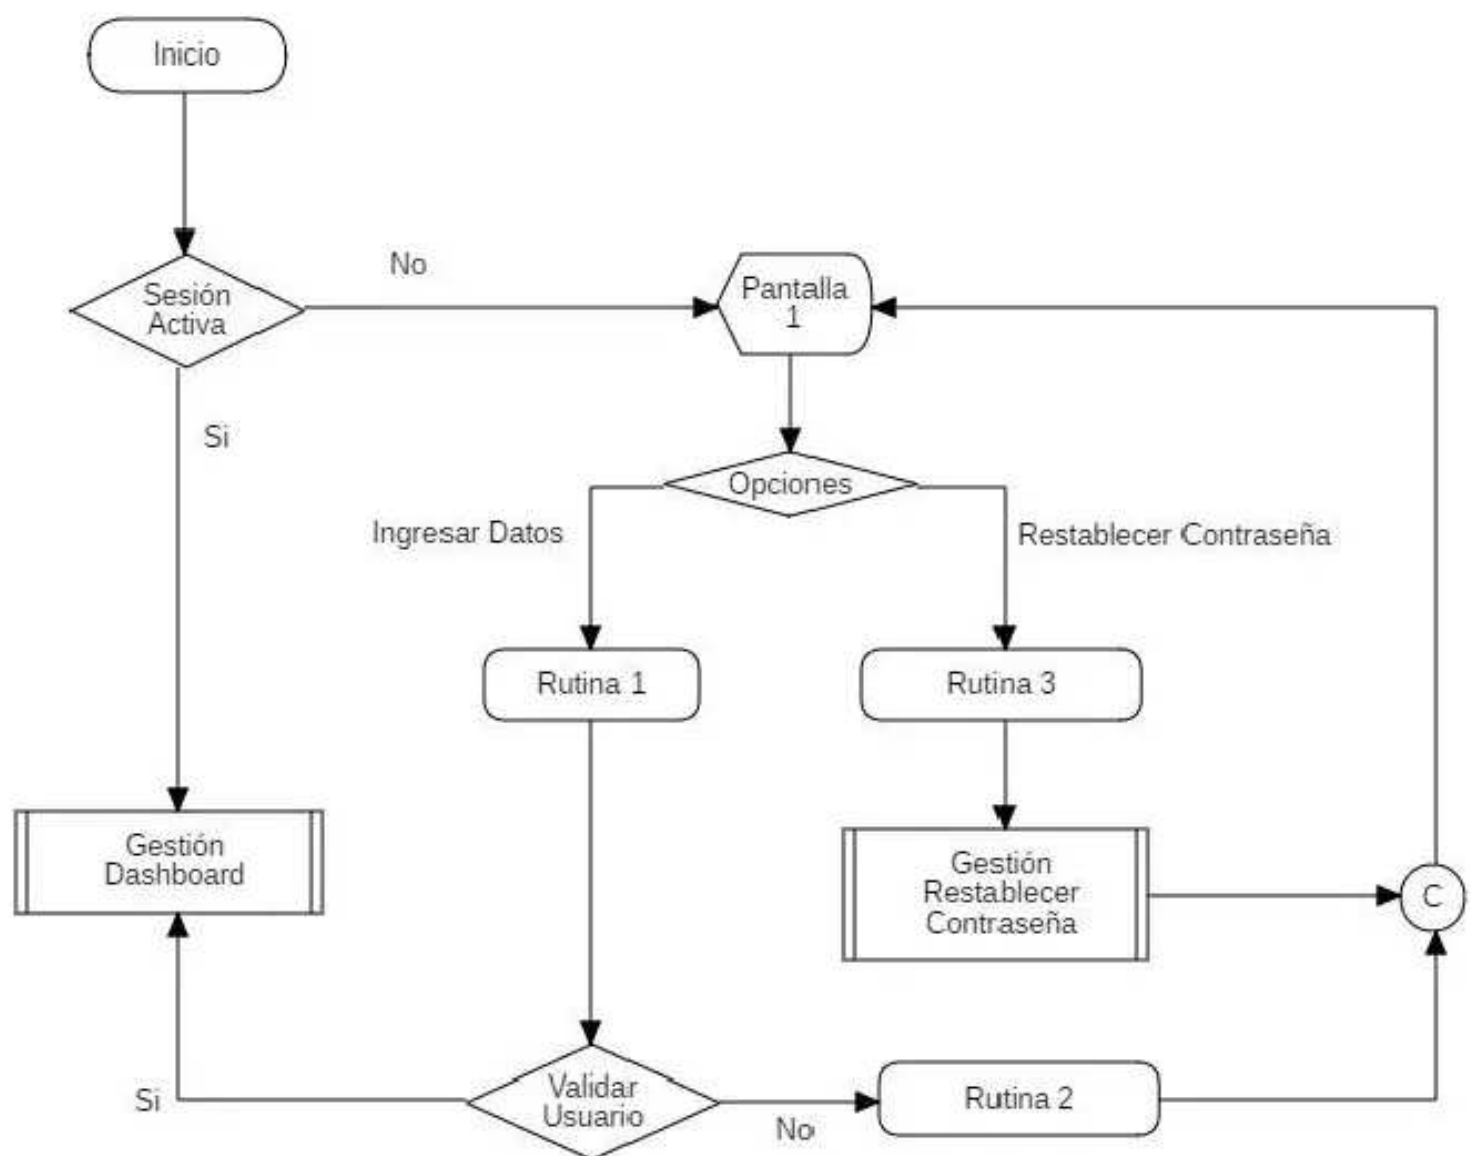 Inicio
No
Sesión
Activa
Pantalla
1
Si
Opciones
Ingresar Datos
Restablecer Contraseña
Rutina 1
Rutina 3
Gestión
Dashboard
Gestión
Restablecer
Contraseña
C
Validar
Usuario
Si
No
Rutina 2